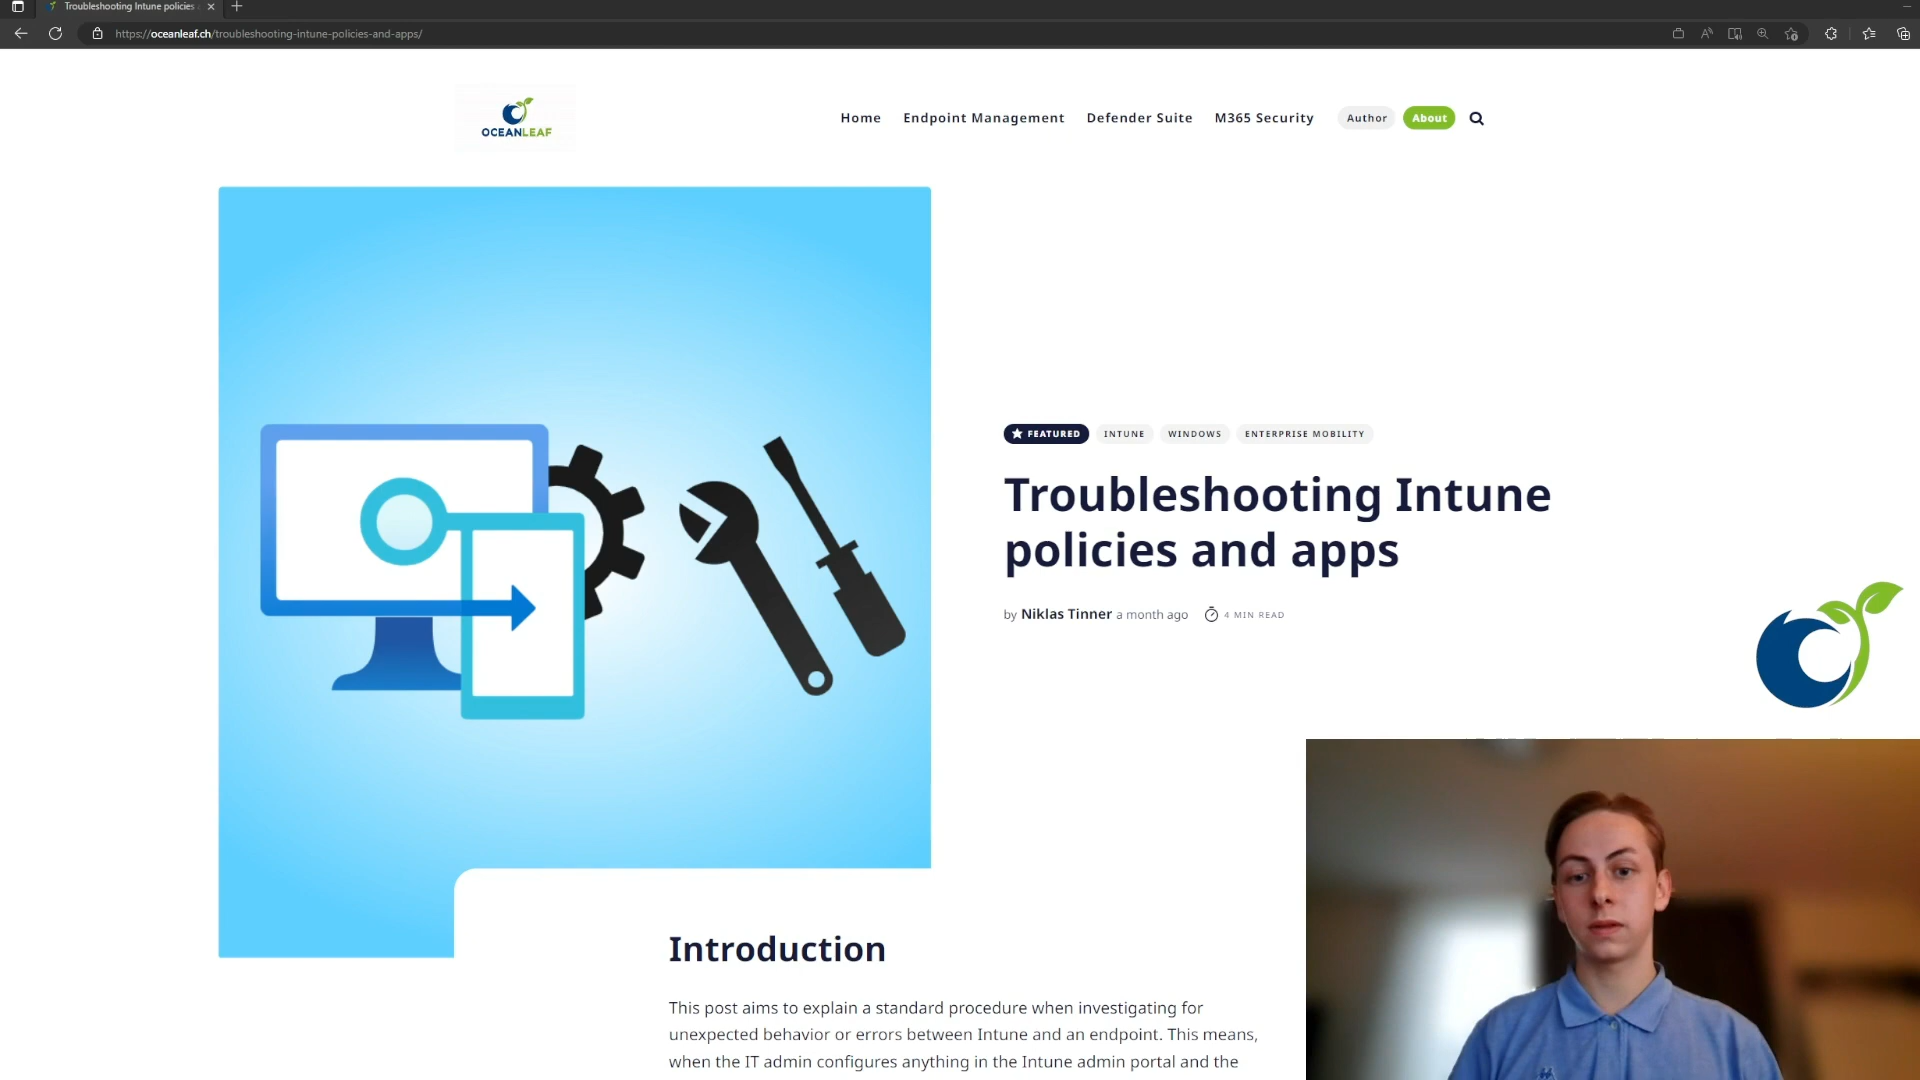 Troubleshooting Intune policies
https://oceanleaf.ch/troubleshooting-intune-policies-and-apps/
OCEANLEAF
Home
Endpoint Management
Defender Suite
M365 Security
Author
About
FEATURED
INTUNE
WINDOWS
ENTERPRISE MOBILITY
Troubleshooting Intune
policies and apps
by Niklas Tinner a month ago
4 MIN READ
Introduction
This post aims to explain a standard procedure when investigating for
unexpected behavior or errors between Intune and an endpoint. This means,
when the IT admin configures anything in the Intune admin portal and the